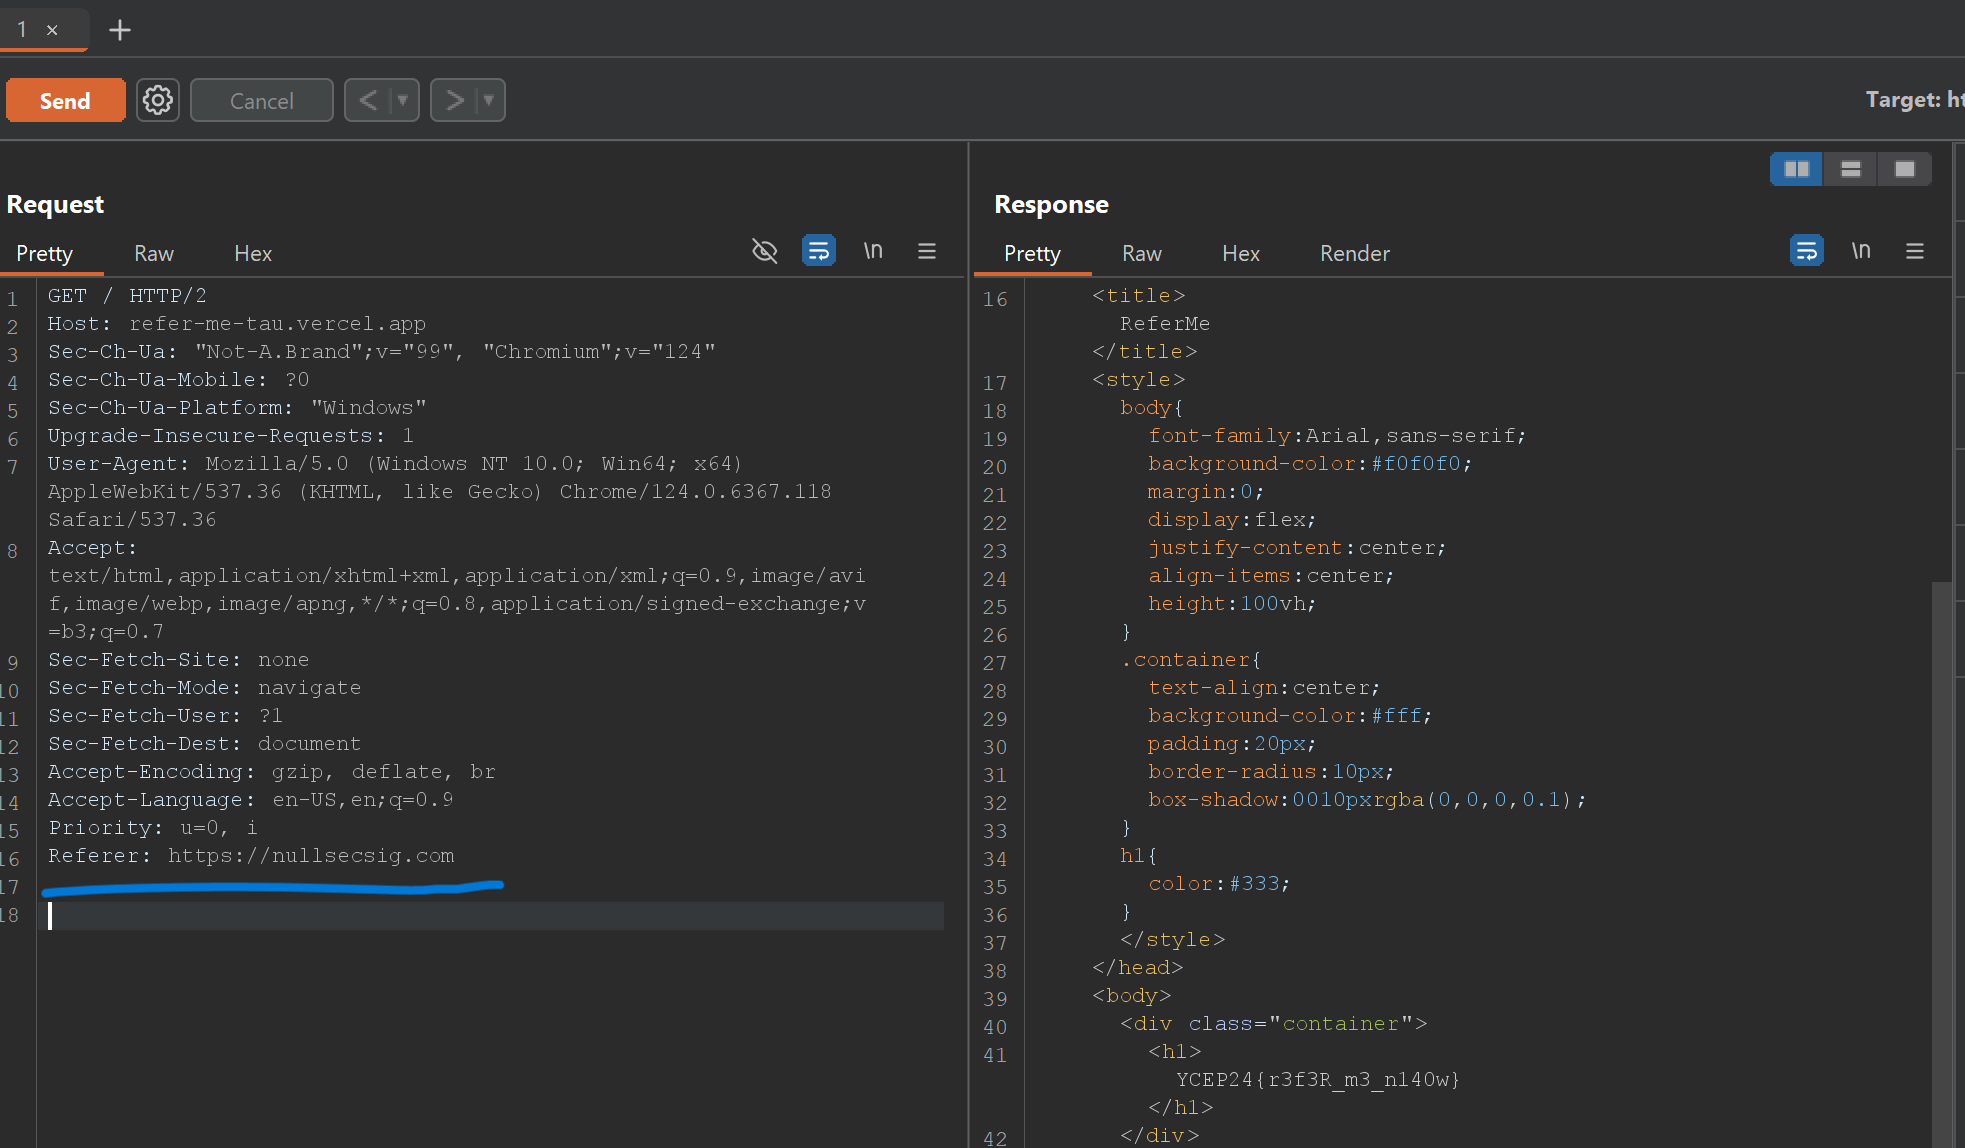 1 ×
Send
Cancel
Target: ht
Request
Pretty Raw Hex
\n
1 GET / HTTP/2
2 Host: refer-me-tau.vercel.app
3 Sec-Ch-Ua: "Not-A.Brand";v="99", "Chromium";v="124"
4 Sec-Ch-Ua-Mobile: ?0
5 Sec-Ch-Ua-Platform: "Windows"
6 Upgrade-Insecure-Requests: 1
7 User-Agent: Mozilla/5.0 (Windows NT 10.0; Win64; x64)
AppleWebKit/537.36 (KHTML, like Gecko) Chrome/124.0.6367.118
Safari/537.36
8 Accept:
text/html,application/xhtml+xml,application/xml;q=0.9,image/avi
f,image/webp,image/apng,*/*;q=0.8,application/signed-exchange;v
=b3;q=0.7
9 Sec-Fetch-Site: none
10 Sec-Fetch-Mode: navigate
11 Sec-Fetch-User: ?1
12 Sec-Fetch-Dest: document
13 Accept-Encoding: gzip, deflate, br
14 Accept-Language: en-US,en;q=0.9
15 Priority: u=0, i
16 Referer: https://nullsecsig.com
17
18
Response
Pretty Raw Hex Render
\n
16 <title>
ReferMe
</title>
17 <style>
18 body{
19 font-family:Arial,sans-serif;
20 background-color:#f0f0f0;
21 margin:0;
22 display:flex;
23 justify-content:center;
24 align-items:center;
25 height:100vh;
26 }
27 .container{
28 text-align:center;
29 background-color:#fff;
30 padding:20px;
31 border-radius:10px;
32 box-shadow:0010pxrgba(0,0,0,0.1);
33 }
34 h1{
35 color:#333;
36 }
37 </style>
38 </head>
39 <body>
40 <div class="container">
41 <h1>
YCEP24{r3f3R_m3_n140w}
</h1>
42 </div>